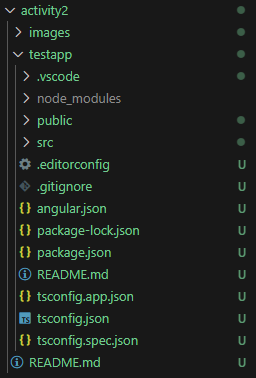 activity2
images
testapp
.vscode
node_modules
public
src
.editorconfig U
.gitignore U
{} angular.json U
{} package-lock.json U
{} package.json U
README.md U
{} tsconfig.app.json U
TS tsconfig.json U
{} tsconfig.spec.json U
README.md U